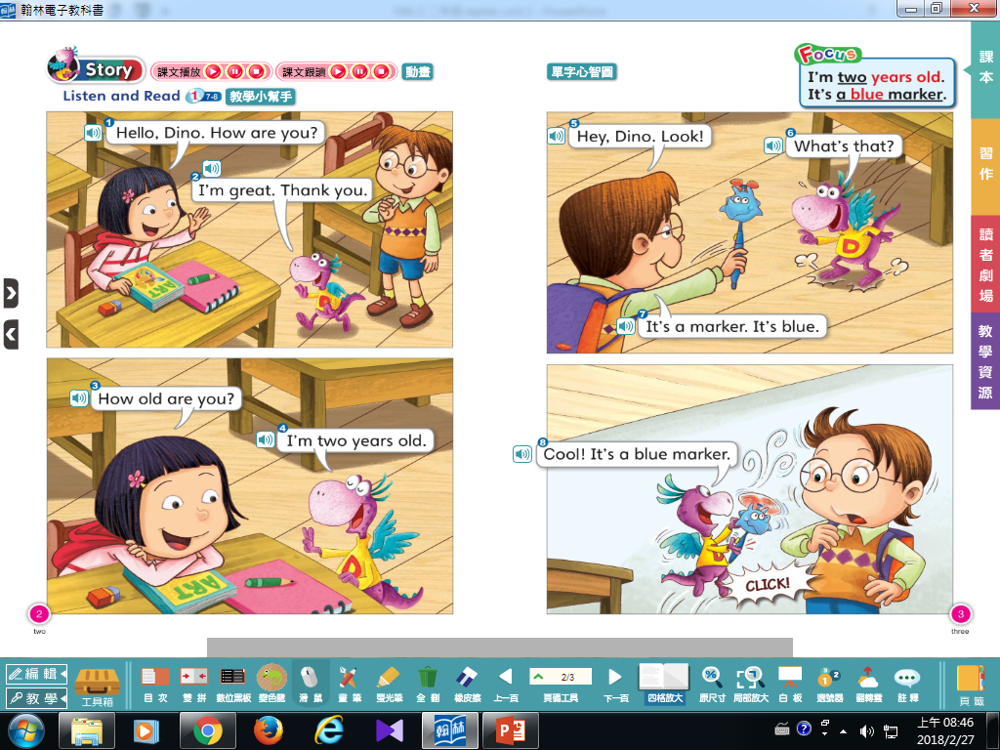 翰林電子教科書
Story
課文播放
課文跟讀
動畫
Listen and Read
1
7-8
教學小幫手
1
Hello, Dino. How are you?
2
I'm great. Thank you.
ART
D
3
How old are you?
4
I'm two years old.
ART
D
2
two
單字心智圖
Focus
I'm two years old.
It's a blue marker.
5
Hey, Dino. Look!
6
What's that?
D
7
It's a marker. It's blue.
8
Cool! It's a blue marker.
D
CLICK!
3
three
課本
習作
讀者劇場
教學資源
編輯
教學
工具箱
目次
雙拼
數位黑板
變色龍
滑鼠
畫筆
螢光筆
全刪
橡皮擦
上一頁
2/3
頁碼工具
下一頁
四格放大
原尺寸
局部放大
白板
選號器
翻轉雲
註釋
頁籤
翰林
上午 08:46
2018/2/27